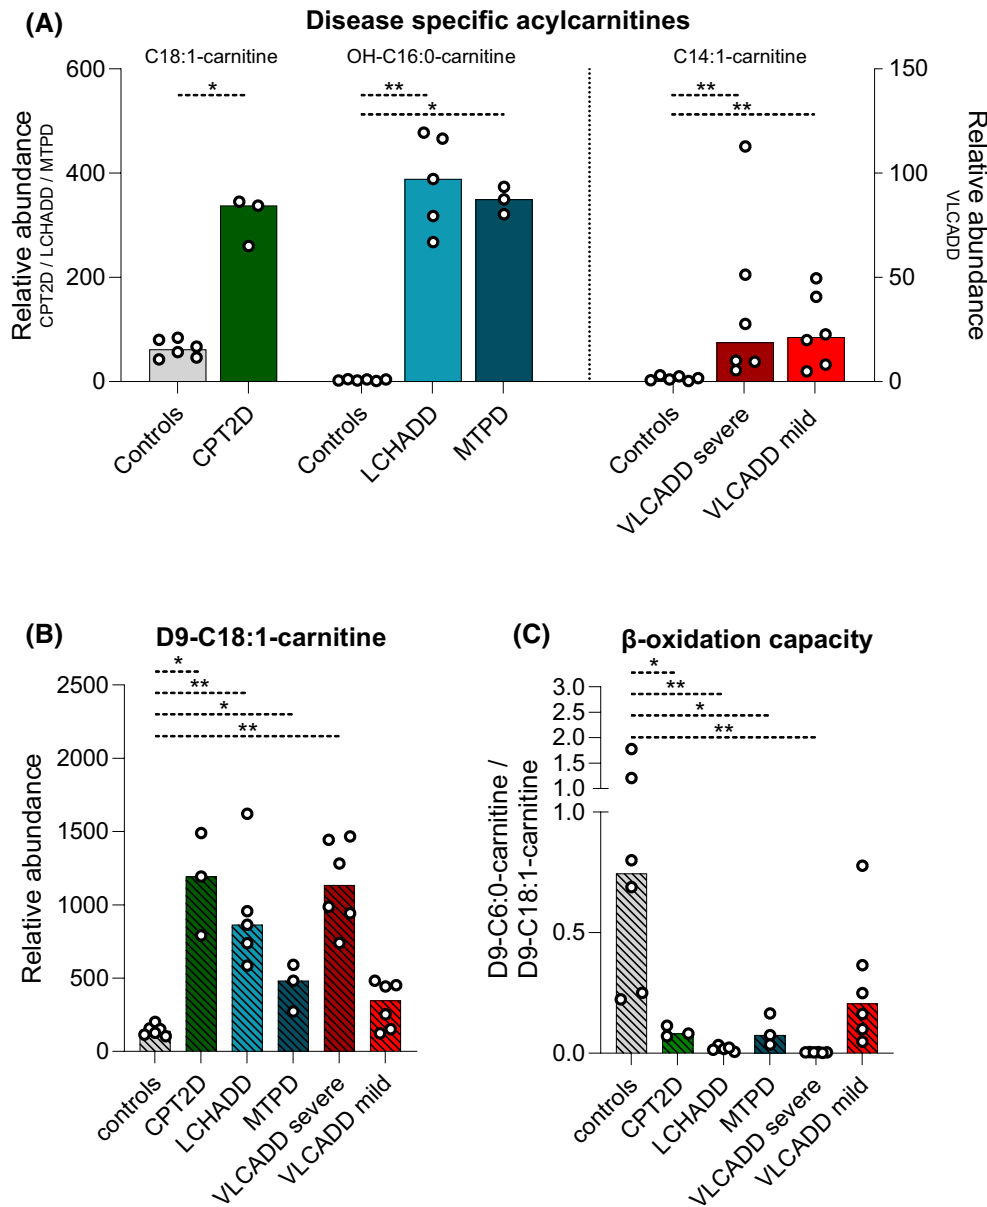 (A)
Disease specific acylcarnitines
C18:1-carnitine
OH-C16:0-carnitine
C14:1-carnitine
Relative abundance
CPT2D / LCHADD / MTPD
600
400
200
0
*
**
*
**
**
150
100
50
0
Relative abundance
VLCADD
Controls
CPT2D
Controls
LCHADD
MTPD
Controls
VLCADD severe
VLCADD mild
(B)
D9-C18:1-carnitine
*
**
*
**
Relative abundance
2500
2000
1500
1000
500
0
controls
CPT2D
LCHADD
MTPD
VLCADD severe
VLCADD mild
(C)
β-oxidation capacity
*
**
*
**
D9-C6:0-carnitine /
D9-C18:1-carnitine
3.0
2.5
2.0
1.5
1.0
1.0
0.5
0.0
controls
CPT2D
LCHADD
MTPD
VLCADD severe
VLCADD mild